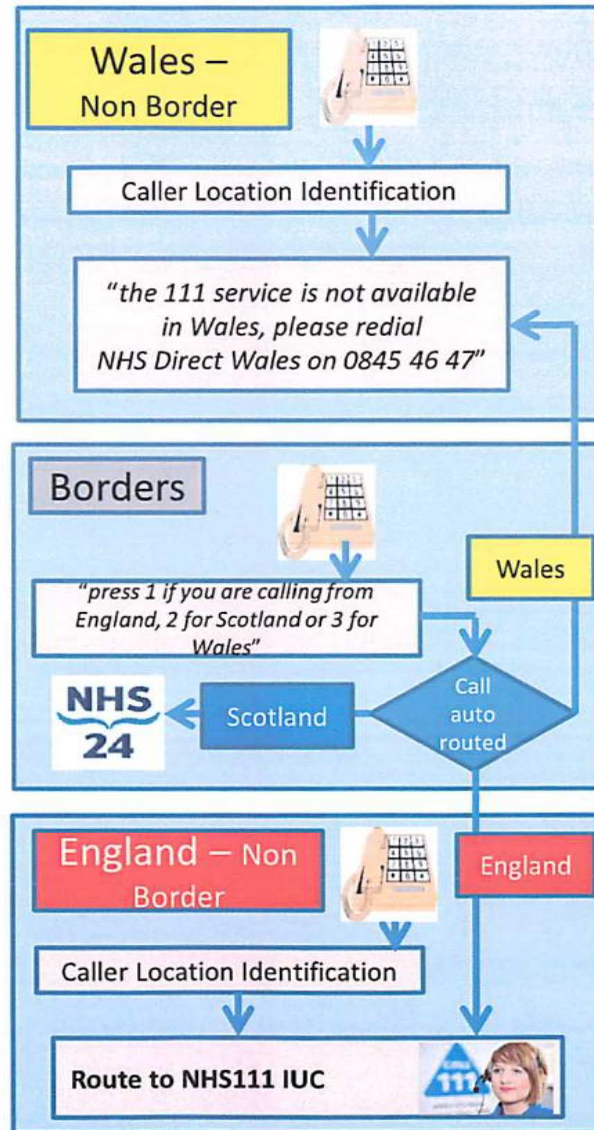 Wales –
Non Border
Caller Location Identification
“the 111 service is not available
in Wales, please redial
NHS Direct Wales on 0845 46 47”
Borders
“press 1 if you are calling from
England, 2 for Scotland or 3 for
Wales”
Wales
Call
auto
routed
Scotland
NHS
24
England – Non
Border
England
Caller Location Identification
Route to NHS111 IUC
111